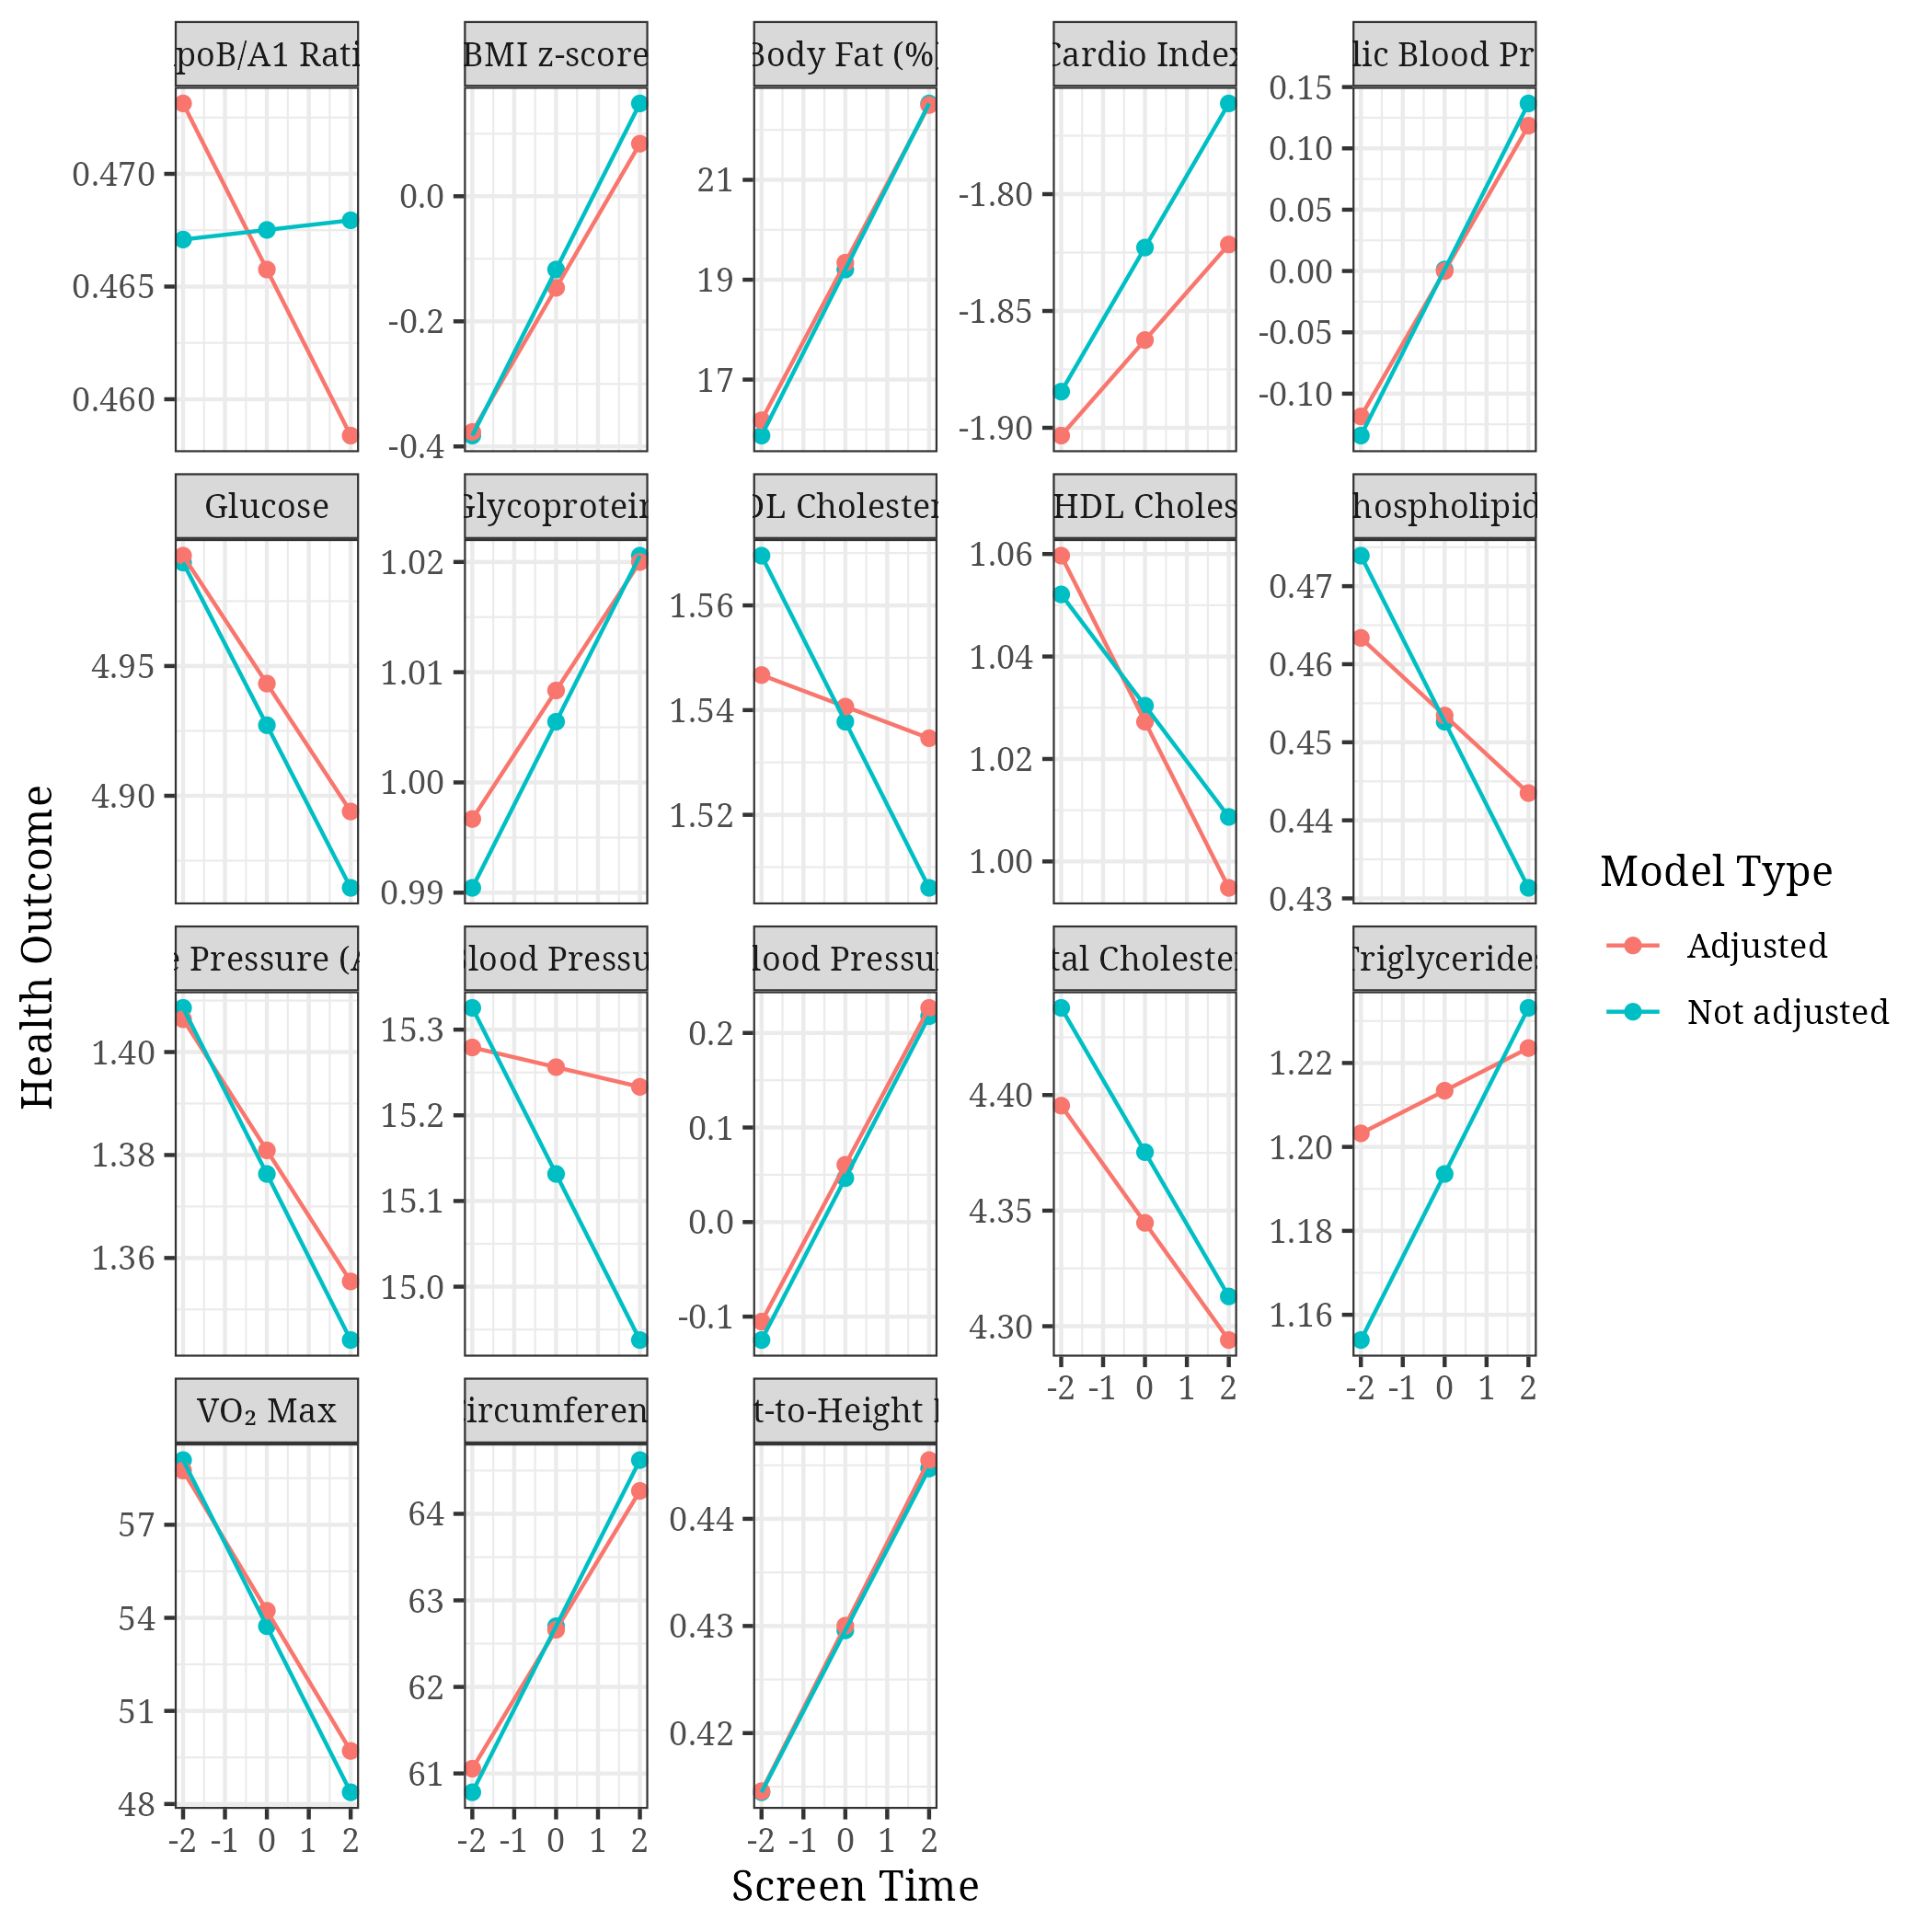 poB/A1 Rati
BMI z-score
Body Fat (%)
Cardio Index
lic Blood Pr
0.470
0.465
0.460
0.0
-0.2
-0.4
21
19
17
-1.80
-1.85
-1.90
0.15
0.10
0.05
0.00
-0.05
-0.10
Glucose
Glycoprotein
DL Cholester
HDL Choles
hospholipid
4.95
4.90
1.02
1.01
1.00
0.99
1.56
1.54
1.52
1.06
1.04
1.02
1.00
0.47
0.46
0.45
0.44
0.43
e Pressure (A
lood Pressu
lood Pressur
tal Cholester
Triglycerides
1.40
1.38
1.36
15.3
15.2
15.1
15.0
0.2
0.1
0.0
-0.1
4.40
4.35
4.30
1.22
1.20
1.18
1.16
-2 -1 0 1 2
-2 -1 0 1 2
VO₂ Max
ircumferen
t-to-Height
57
54
51
48
64
63
62
61
0.44
0.43
0.42
-2 -1 0 1 2
-2 -1 0 1 2
-2 -1 0 1 2
Screen Time
Health Outcome
Model Type
Adjusted
Not adjusted